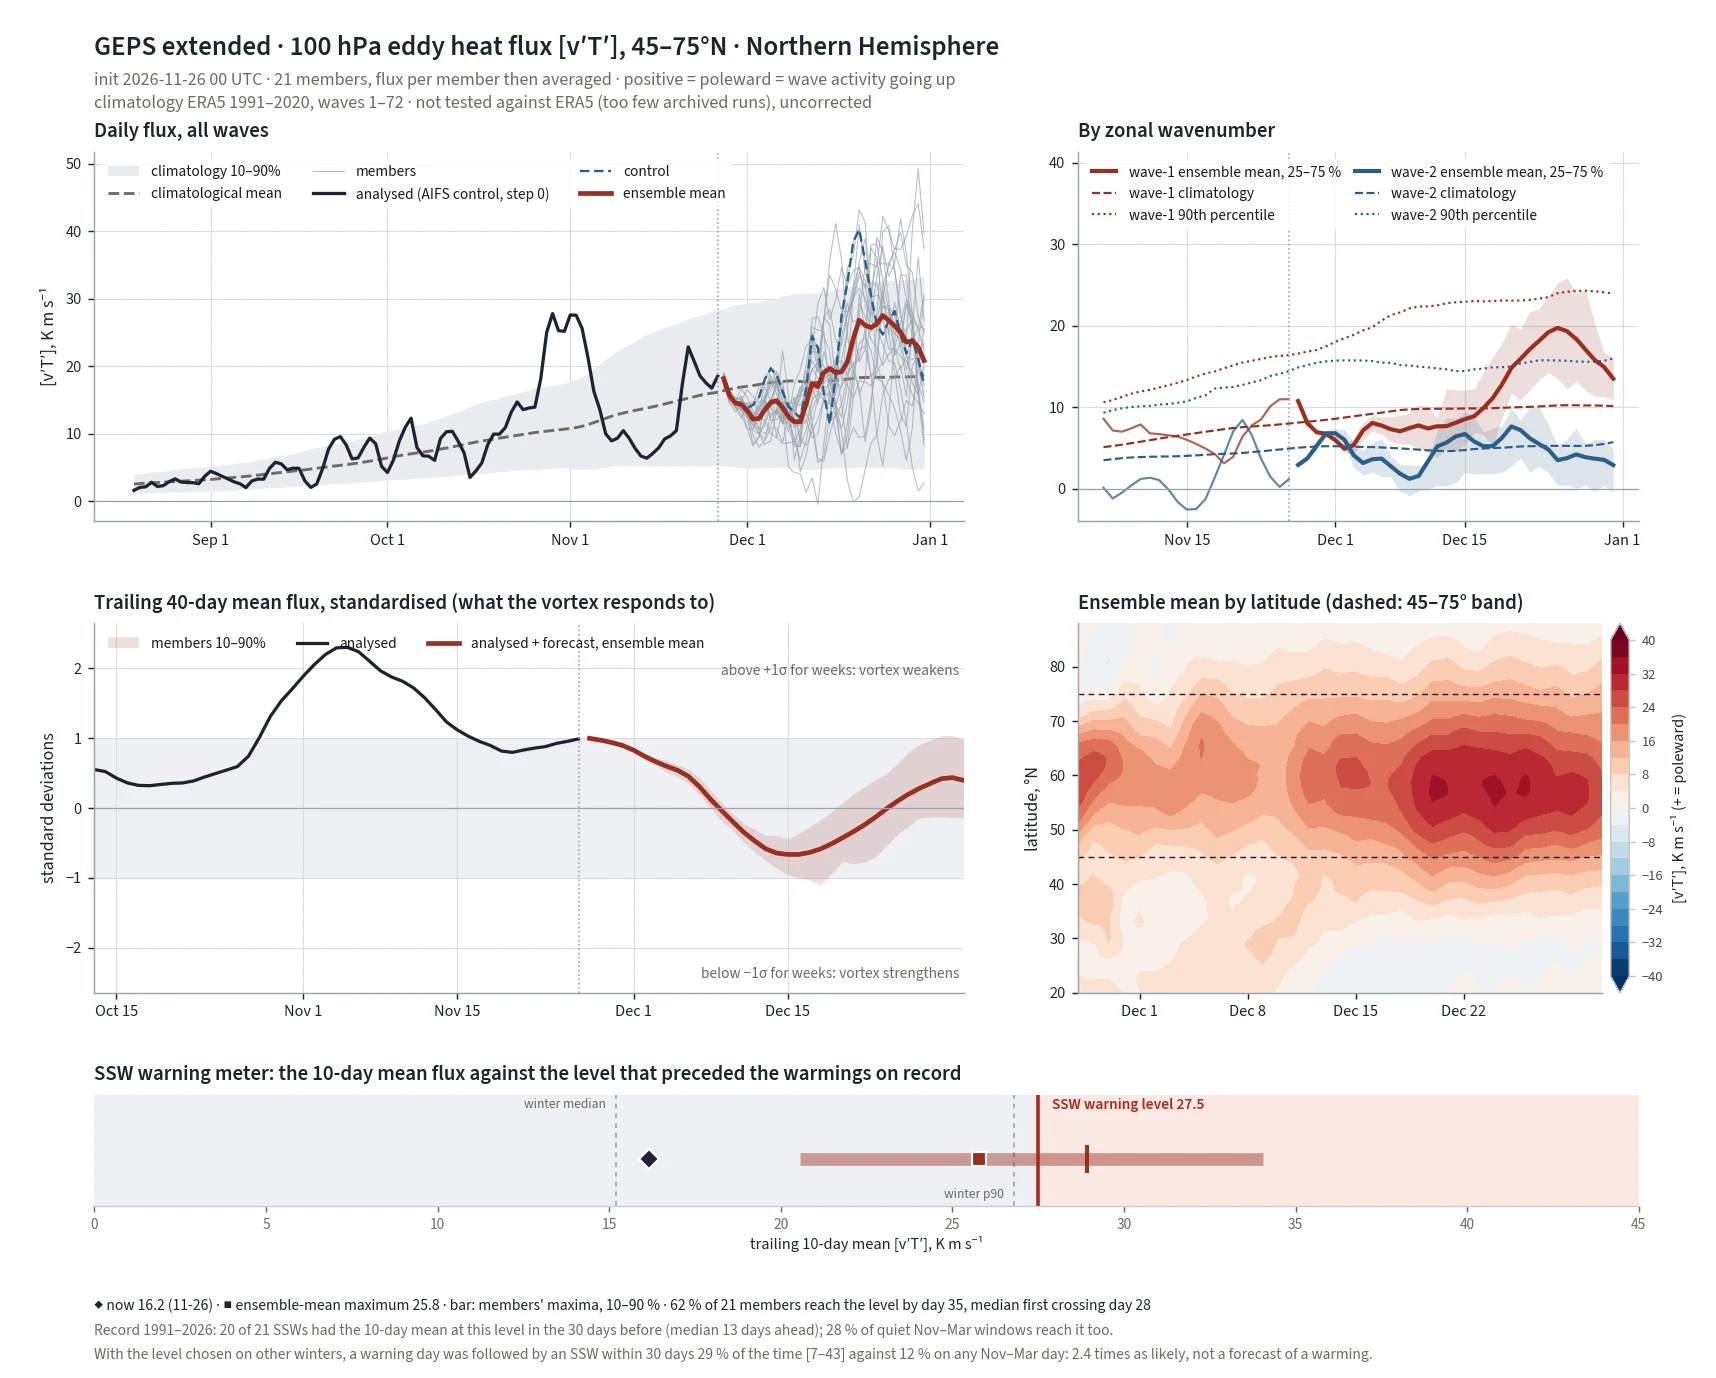 GEPS extended · 100 hPa eddy heat flux [v′T′], 45–75°N · Northern Hemisphere
init 2026-11-26 00 UTC · 21 members, flux per member then averaged · positive = poleward = wave activity going up
climatology ERA5 1991–2020, waves 1–72 · not tested against ERA5 (too few archived runs), uncorrected
Daily flux, all waves
climatology 10–90%
members
control
climatological mean
analysed (AIFS control, step 0)
ensemble mean
50
40
30
20
10
0
[v′T′], K m s⁻¹
Sep 1
Oct 1
Nov 1
Dec 1
Jan 1
By zonal wavenumber
wave-1 ensemble mean, 25–75 %
wave-2 ensemble mean, 25–75 %
wave-1 climatology
wave-2 climatology
wave-1 90th percentile
wave-2 90th percentile
40
30
20
10
0
Nov 15
Dec 1
Dec 15
Jan 1
Trailing 40-day mean flux, standardised (what the vortex responds to)
members 10–90%
analysed
analysed + forecast, ensemble mean
above +1σ for weeks: vortex weakens
2
1
0
−1
−2
standard deviations
below −1σ for weeks: vortex strengthens
Oct 15
Nov 1
Nov 15
Dec 1
Dec 15
Ensemble mean by latitude (dashed: 45–75° band)
80
70
60
50
40
30
20
latitude, °N
Dec 1
Dec 8
Dec 15
Dec 22
40
32
24
16
8
0
−8
−16
−24
−32
−40
[v′T′], K m s⁻¹ (+ = poleward)
SSW warning meter: the 10-day mean flux against the level that preceded the warmings on record
winter median
SSW warning level 27.5
winter p90
0
5
10
15
20
25
30
35
40
45
trailing 10-day mean [v′T′], K m s⁻¹
◆ now 16.2 (11-26) · ■ ensemble-mean maximum 25.8 · bar: members' maxima, 10–90 % · 62 % of 21 members reach the level by day 35, median first crossing day 28
Record 1991–2026: 20 of 21 SSWs had the 10-day mean at this level in the 30 days before (median 13 days ahead); 28 % of quiet Nov–Mar windows reach it too.
With the level chosen on other winters, a warning day was followed by an SSW within 30 days 29 % of the time [7–43] against 12 % on any Nov–Mar day: 2.4 times as likely, not a forecast of a warming.